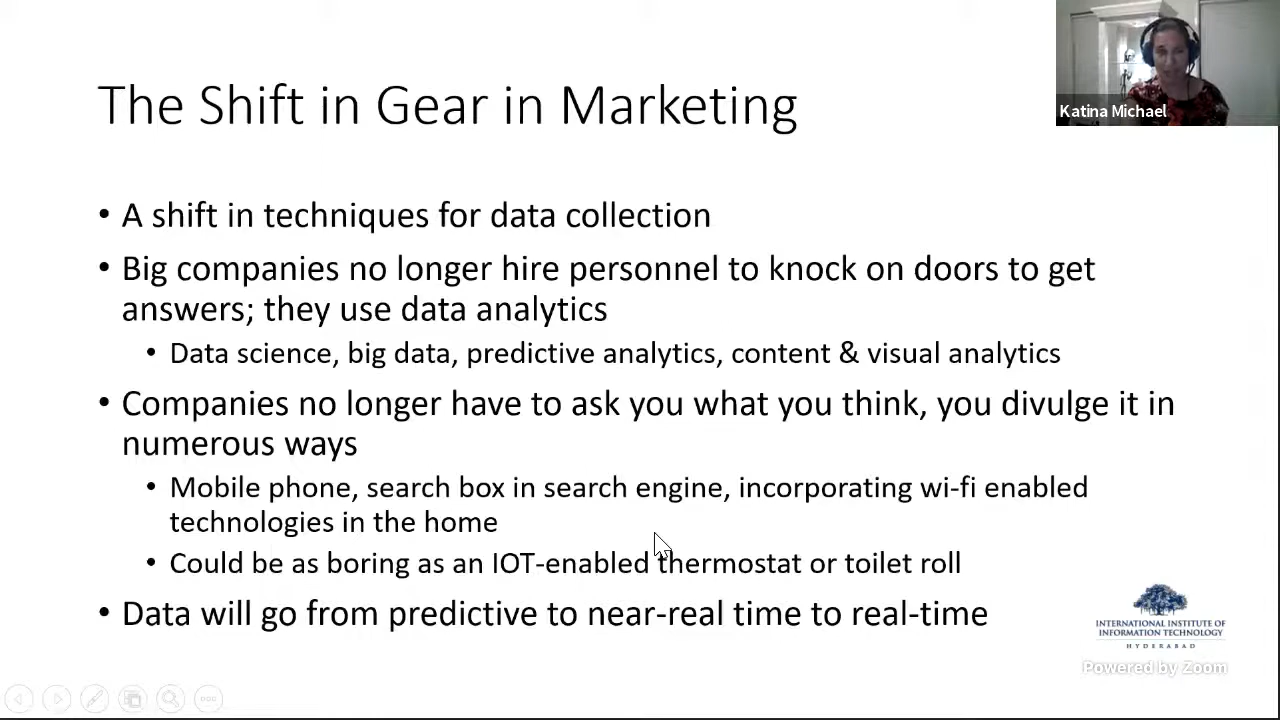 The Shift in Gear in Marketing
Katina Michael
• A shift in techniques for data collection
• Big companies no longer hire personnel to knock on doors to get
answers; they use data analytics
• Data science, big data, predictive analytics, content & visual analytics
• Companies no longer have to ask you what you think, you divulge it in
numerous ways
• Mobile phone, search box in search engine, incorporating wi-fi enabled
technologies in the home
• Could be as boring as an IOT-enabled thermostat or toilet roll
• Data will go from predictive to near-real time to real-time
INTERNATIONAL INSTITUTE OF
INFORMATION TECHNOLOGY
HYDERABAD
Powered by Zoom